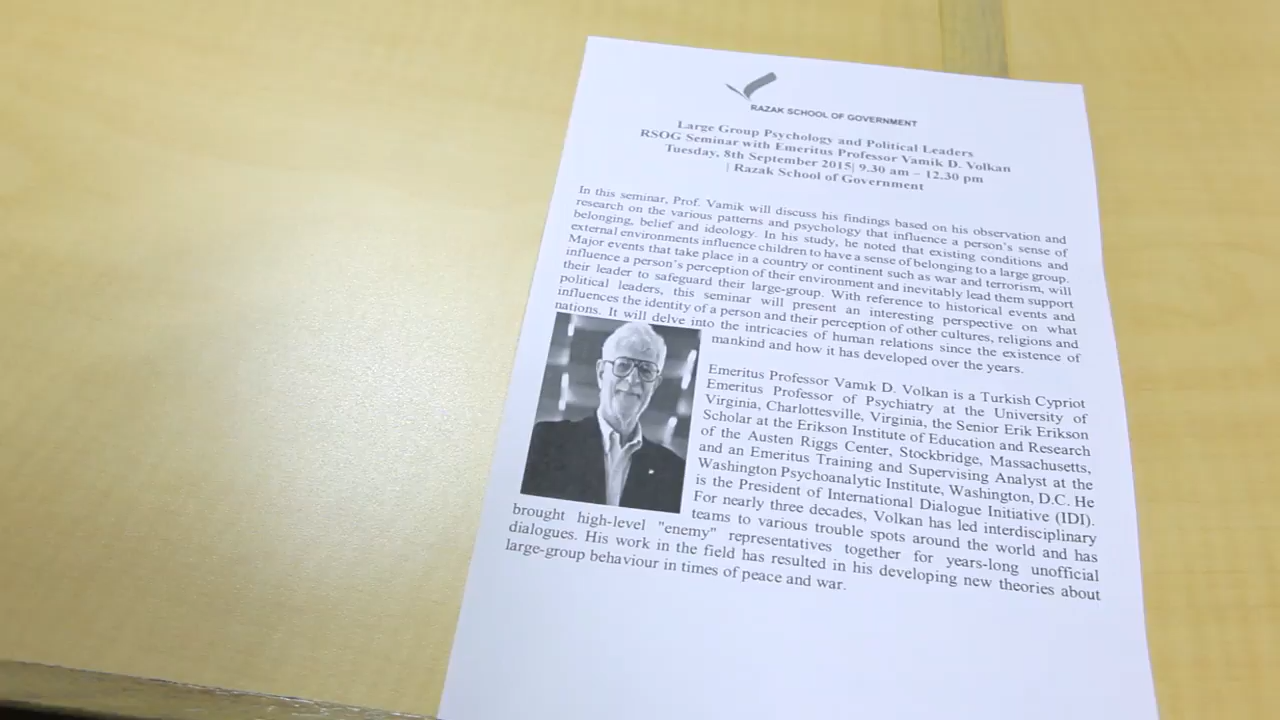 RAZAK SCHOOL OF GOVERNMENT
Large Group Psychology and Political Leaders
RSOG Seminar with Emeritus Professor Vamik D. Volkan
Tuesday, 8th September 2015| 9.30 am – 12.30 pm
| Razak School of Government
In this seminar, Prof. Vamik will discuss his findings based on his observation and
research on the various patterns and psychology that influence a person's sense of
belonging, belief and ideology. In his study, he noted that existing conditions and
external environments influence children to have a sense of belonging to a large group.
Major events that take place in a country or continent such as war and terrorism, will
influence a person's perception of their environment and inevitably lead them support
their leader to safeguard their large-group. With reference to historical events and
political leaders, this seminar will present an interesting perspective on what
influences the identity of a person and their perception of other cultures, religions and
nations. It will delve into the intricacies of human relations since the existence of
mankind and how it has developed over the years.
Emeritus Professor Vamık D. Volkan is a Turkish Cypriot
Emeritus Professor of Psychiatry at the University of
Virginia, Charlottesville, Virginia, the Senior Erik Erikson
Scholar at the Erikson Institute of Education and Research
of the Austen Riggs Center, Stockbridge, Massachusetts,
and an Emeritus Training and Supervising Analyst at the
Washington Psychoanalytic Institute, Washington, D.C. He
is the President of International Dialogue Initiative (IDI).
For nearly three decades, Volkan has led interdisciplinary
teams to various trouble spots around the world and has
brought high-level "enemy" representatives together for years-long unofficial
dialogues. His work in the field has resulted in his developing new theories about
large-group behaviour in times of peace and war.